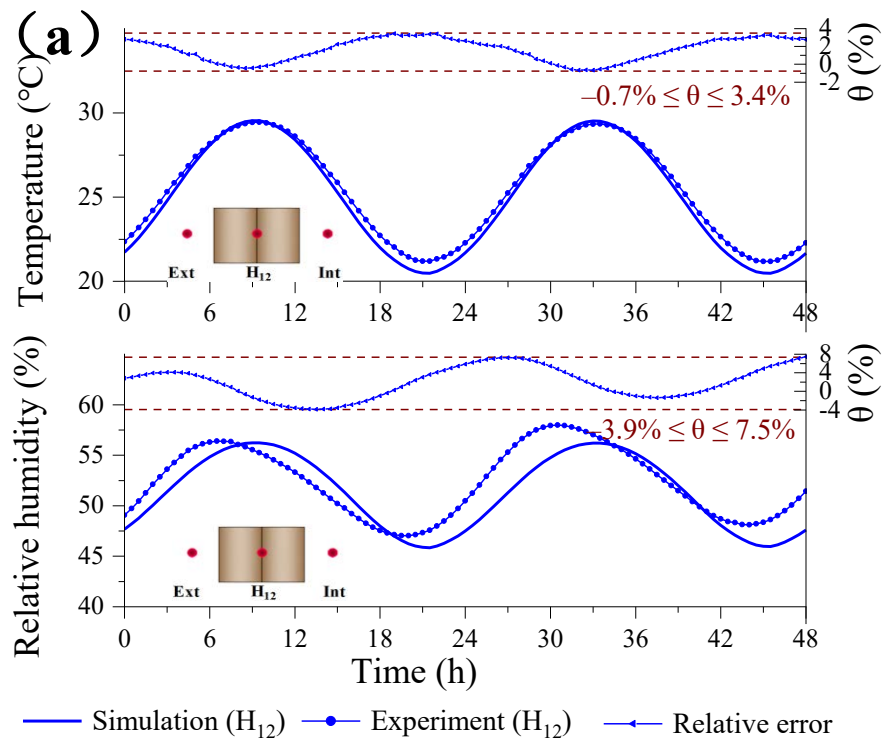 (a)
Temperature (°C)
30
25
20
4
2
0
-2
θ (%)
–0.7% ≤ θ ≤ 3.4%
Ext H₁₂ Int
0 6 12 18 24 30 36 42 48
Relative humidity (%)
60
55
50
45
40
8
4
0
-4
θ (%)
–3.9% ≤ θ ≤ 7.5%
Ext H₁₂ Int
0 6 12 18 24 30 36 42 48
Time (h)
Simulation (H₁₂) Experiment (H₁₂) Relative error